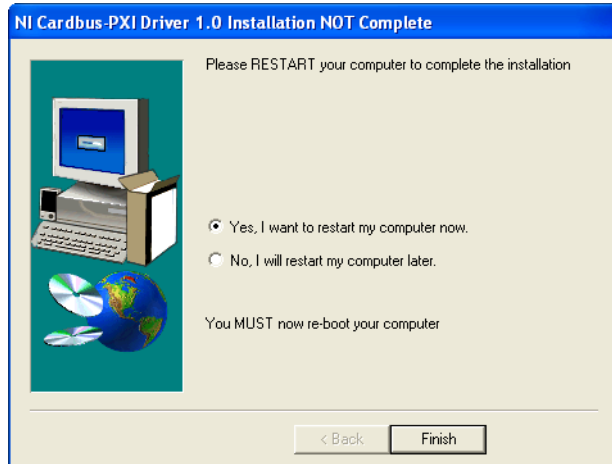 NI Cardbus-PXI Driver 1.0 Installation NOT Complete
Please RESTART your computer to complete the installation
Yes, I want to restart my computer now.
No, I will restart my computer later.
You MUST now re-boot your computer
< Back
Finish